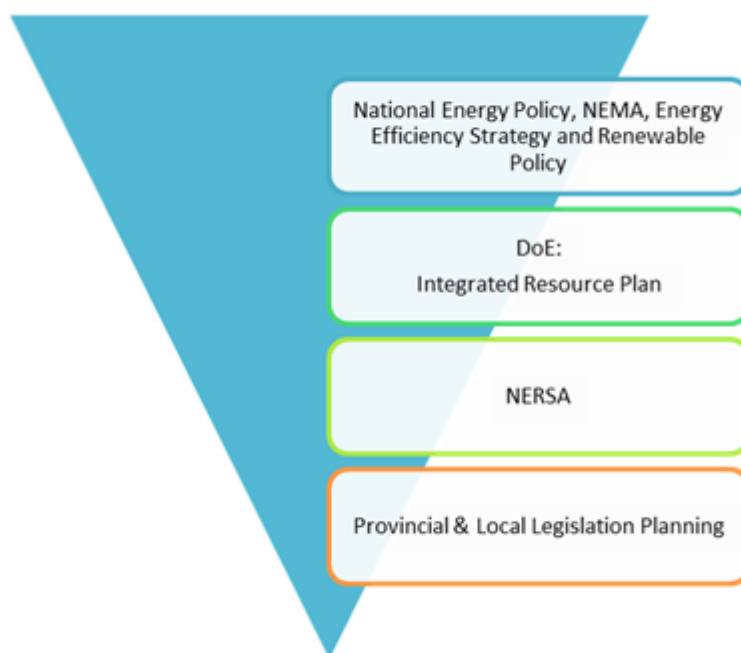 National Energy Policy, NEMA, Energy
Efficiency Strategy and Renewable
Policy
DoE:
Integrated Resource Plan
NERSA
Provincial & Local Legislation Planning